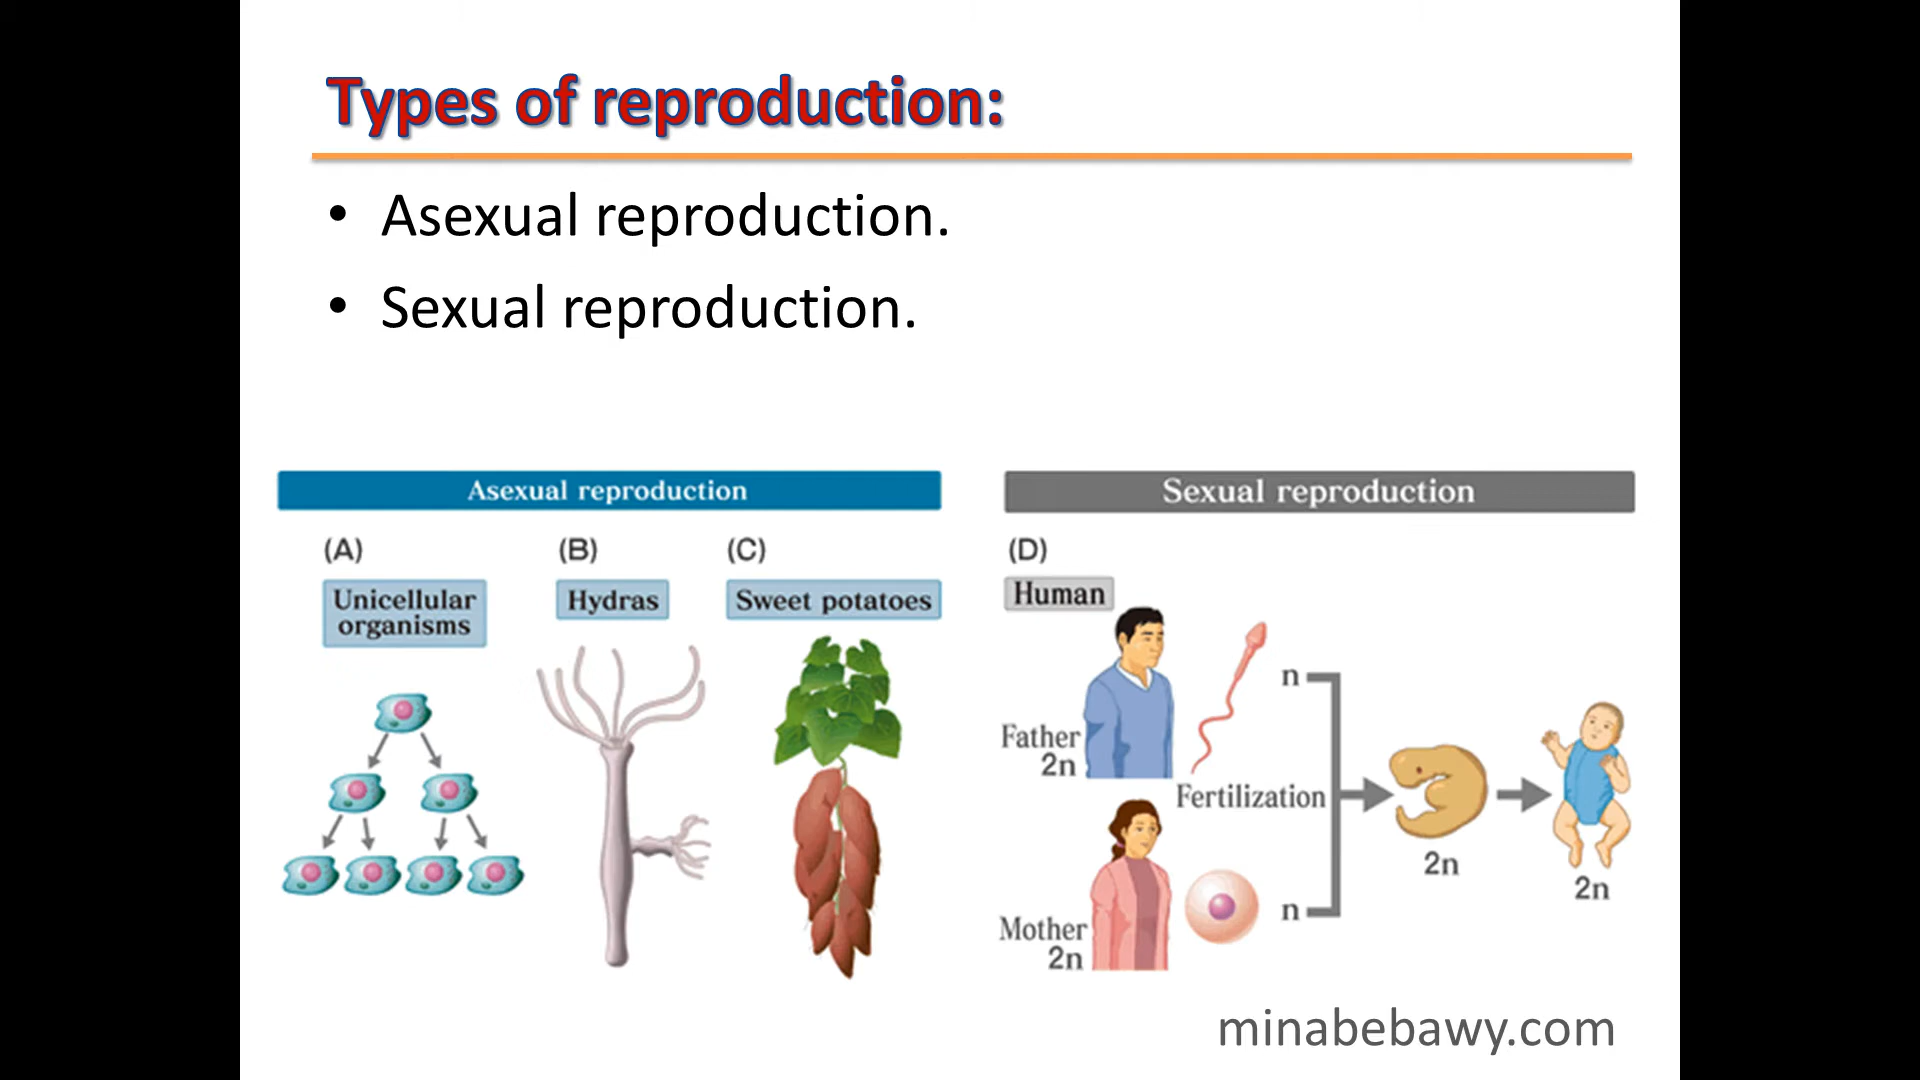 Types of reproduction:
• Asexual reproduction.
• Sexual reproduction.
Asexual reproduction
(A)
Unicellular
organisms
(B)
Hydras
(C)
Sweet potatoes
Sexual reproduction
(D)
Human
Father
2n
n
Fertilization
Mother
2n
n
2n
2n
minabebawy.com